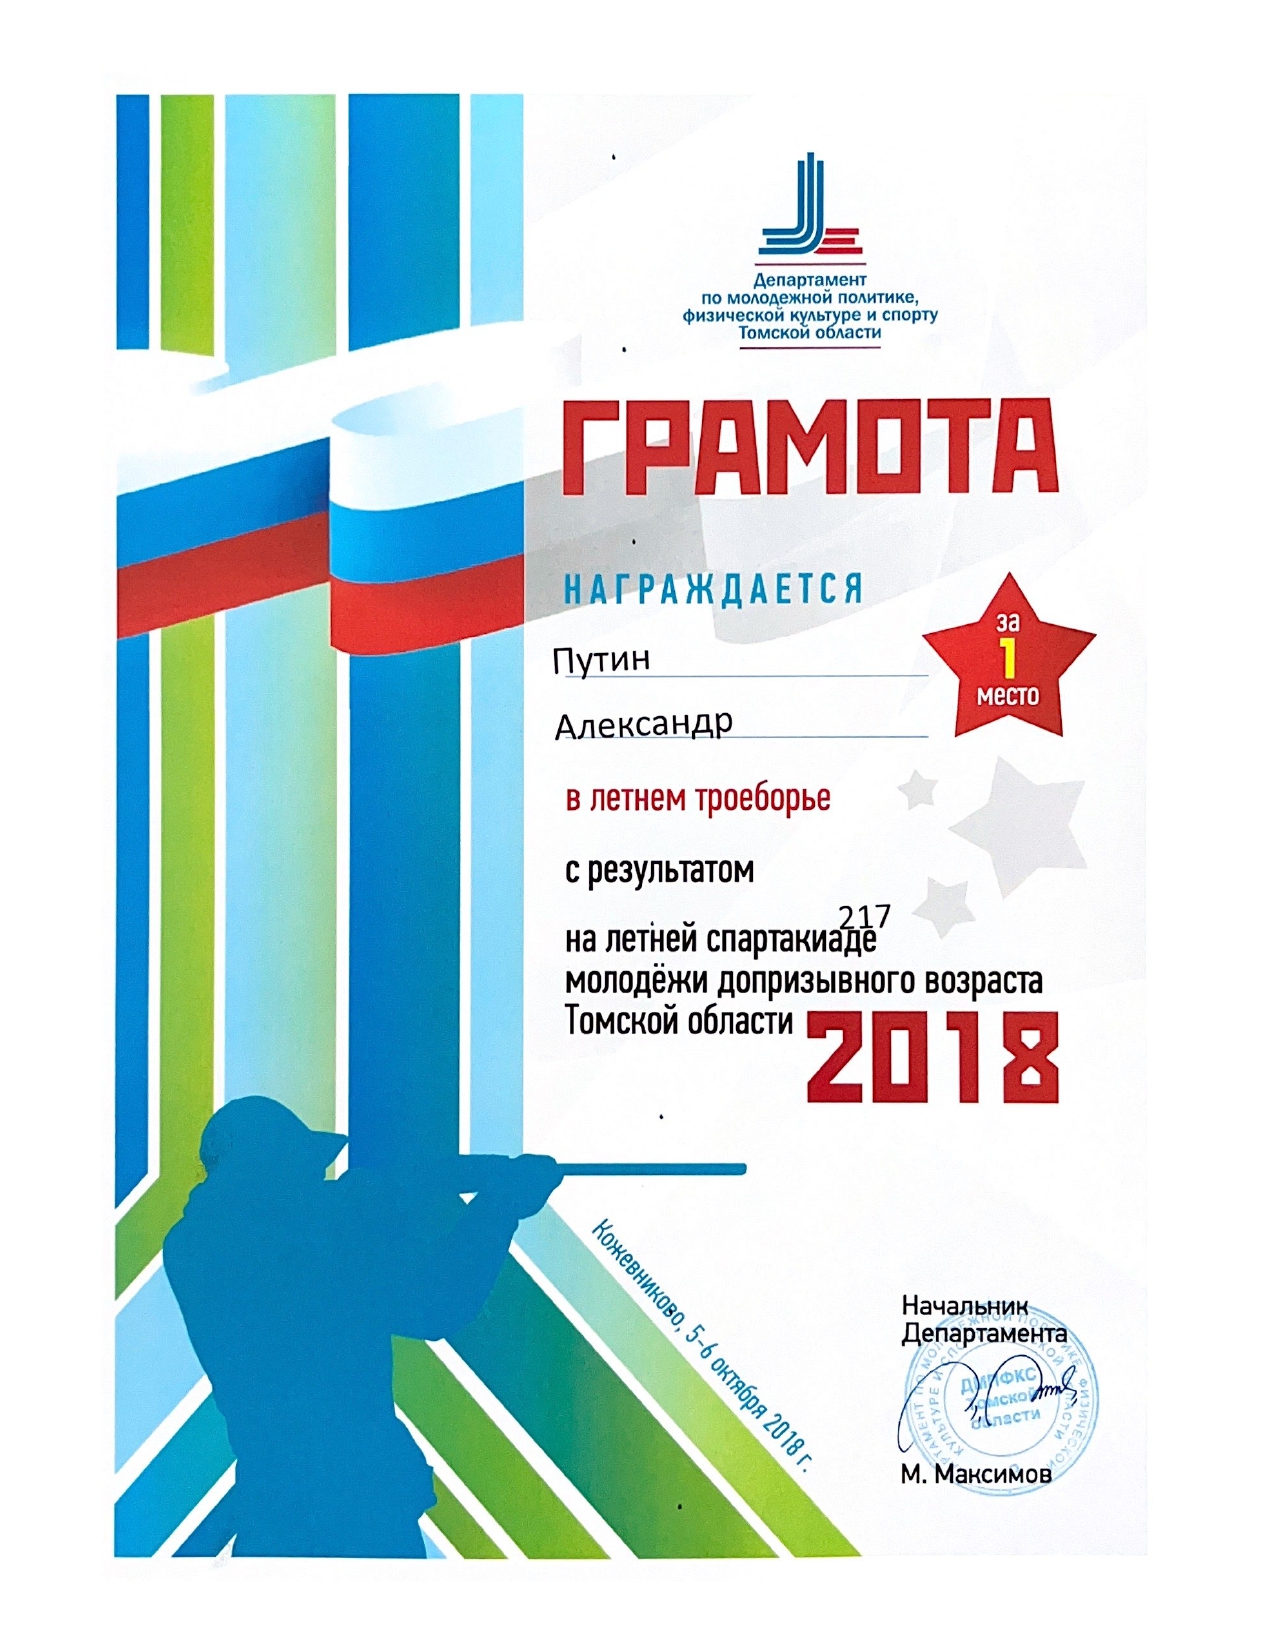 Департамент
по молодежной политике,
физической культуре и спорту
Томской области
ГРАМОТА
НАГРАЖДАЕТСЯ
за
1
место
Путин
Александр
в летнем троеборье
с результатом
217
на летней спартакиаде
молодёжи допризывного возраста
Томской области
2018
Кожевниково, 5-6 октября 2018 г.
Начальник
Департамента
ДМПФКС
Томской
области
М. Максимов